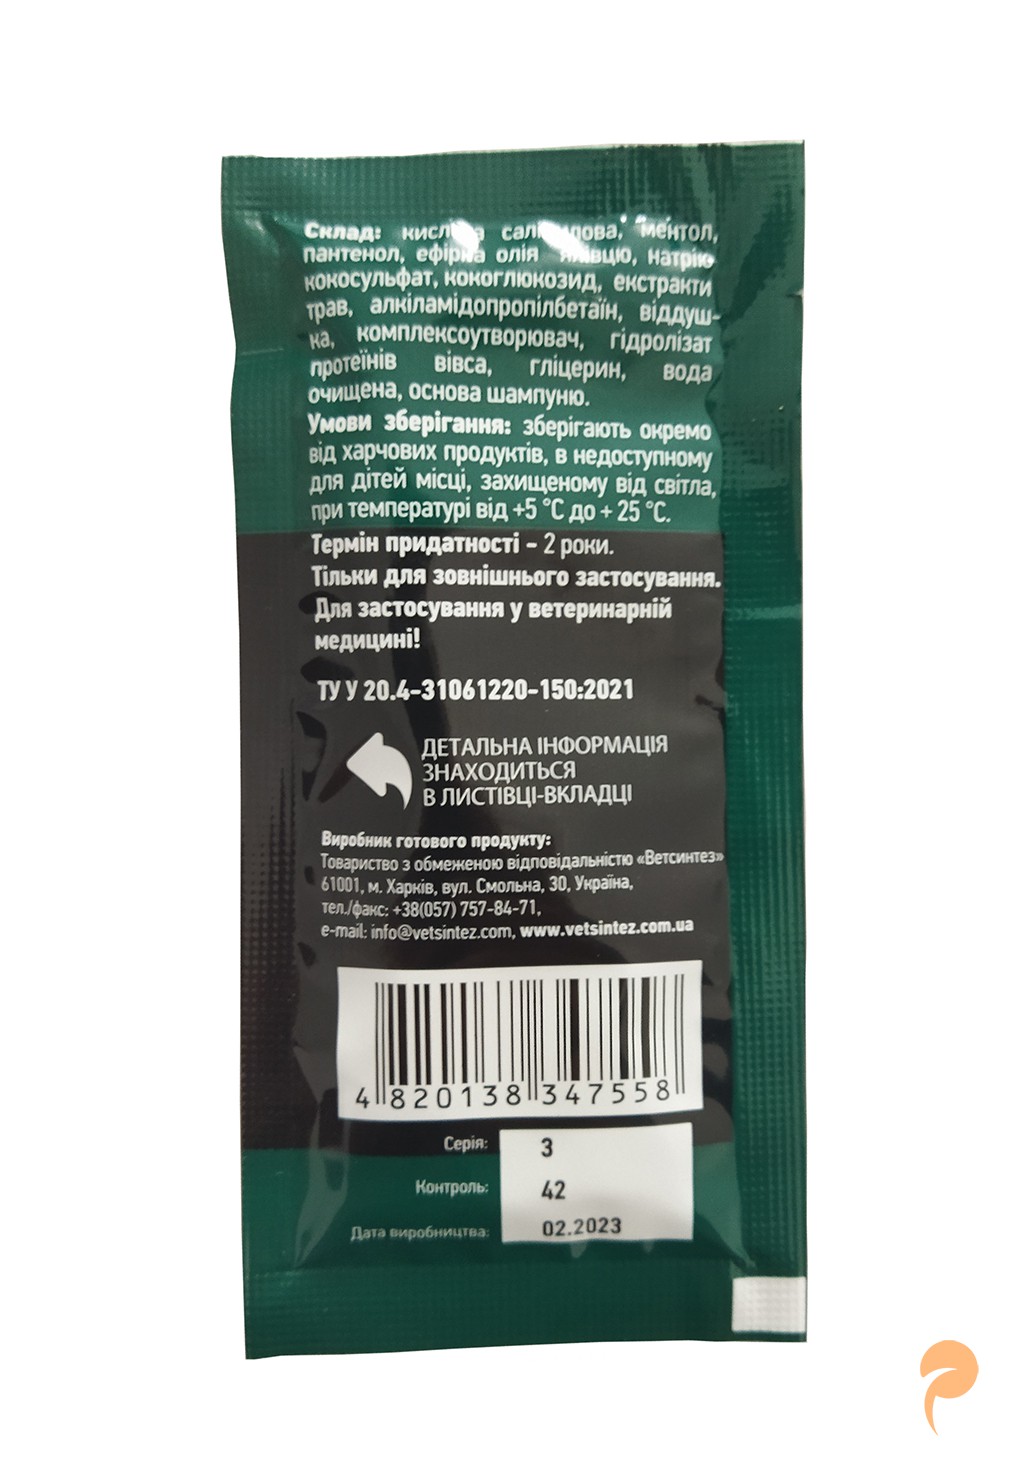 Склад: кислота саліцилова, ментол,
пантенол, ефірна олія ялівцю, натрію
кокосульфат, кокоглюкозид, екстракти
трав, алкіламідопропілбетаїн, віддуш-
ка, комплексоутворювач, гідролізат
протеїнів вівса, гліцерин, вода
очищена, основа шампуню.
Умови зберігання: зберігають окремо
від харчових продуктів, в недоступному
для дітей місці, захищеному від світла,
при температурі від +5 °С до + 25 °С.
Термін придатності – 2 роки.
Тільки для зовнішнього застосування.
Для застосування у ветеринарній
медицині!
ТУ У 20.4-31061220-150:2021
ДЕТАЛЬНА ІНФОРМАЦІЯ
ЗНАХОДИТЬСЯ
В ЛИСТІВЦІ-ВКЛАДЦІ
Виробник готового продукту:
Товариство з обмеженою відповідальністю «Ветсинтез»
61001, м. Харків, вул. Смольна, 30, Україна,
тел./факс: +38(057) 757-84-71,
e-mail: info@vetsintez.com, www.vetsintez.com.ua
4 820138 347558
Серія: 3
Контроль: 42
Дата виробництва: 02.2023